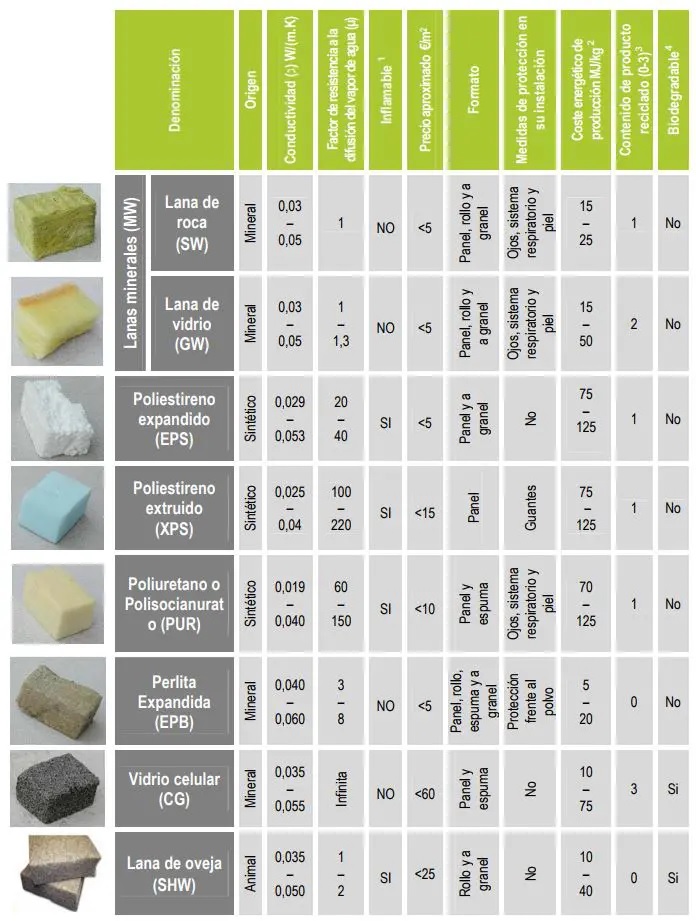 Denominación
Origen
Conductividad (λ) W/(m.K)
Factor de resistencia a la
difusión del vapor de agua (μ)
Inflamable 1
Precio aproximado €/m2
Formato
Medidas de protección en
su instalación
Coste energético de
producción MJ/kg 2
Contenido de producto
reciclado (0-3)3
Biodegradable4
Lanas minerales (MW)
Lana de
roca
(SW)
Mineral
0,03
–
0,05
1
NO
<5
Panel, rollo y a
granel
Ojos, sistema
respiratorio y
piel
15
–
25
1
No
Lana de
vidrio
(GW)
Mineral
0,03
–
0,05
1
–
1,3
NO
<5
Panel, rollo y
a granel
Ojos, sistema
respiratorio y
piel
15
–
50
2
No
Poliestireno
expandido
(EPS)
Sintético
0,029
–
0,053
20
–
40
SI
<5
Panel y a
granel
No
75
–
125
1
No
Poliestireno
extruido
(XPS)
Sintético
0,025
–
0,04
100
–
220
SI
<15
Panel
Guantes
75
–
125
1
No
Poliuretano o
Polisocianurat
o (PUR)
Sintético
0,019
–
0,040
60
–
150
SI
<10
Panel y
espuma
Ojos, sistema
respiratorio y
piel
70
–
125
1
No
Perlita
Expandida
(EPB)
Mineral
0,040
–
0,060
3
–
8
NO
<5
Panel, rollo,
espuma y a
granel
Protección
frente al
polvo
5
–
20
0
No
Vidrio celular
(CG)
Mineral
0,035
–
0,055
Infinita
NO
<60
Panel y
espuma
No
10
–
75
3
Si
Lana de oveja
(SHW)
Animal
0,035
–
0,050
1
–
2
SI
<25
Rollo y a
granel
No
10
–
40
0
Si